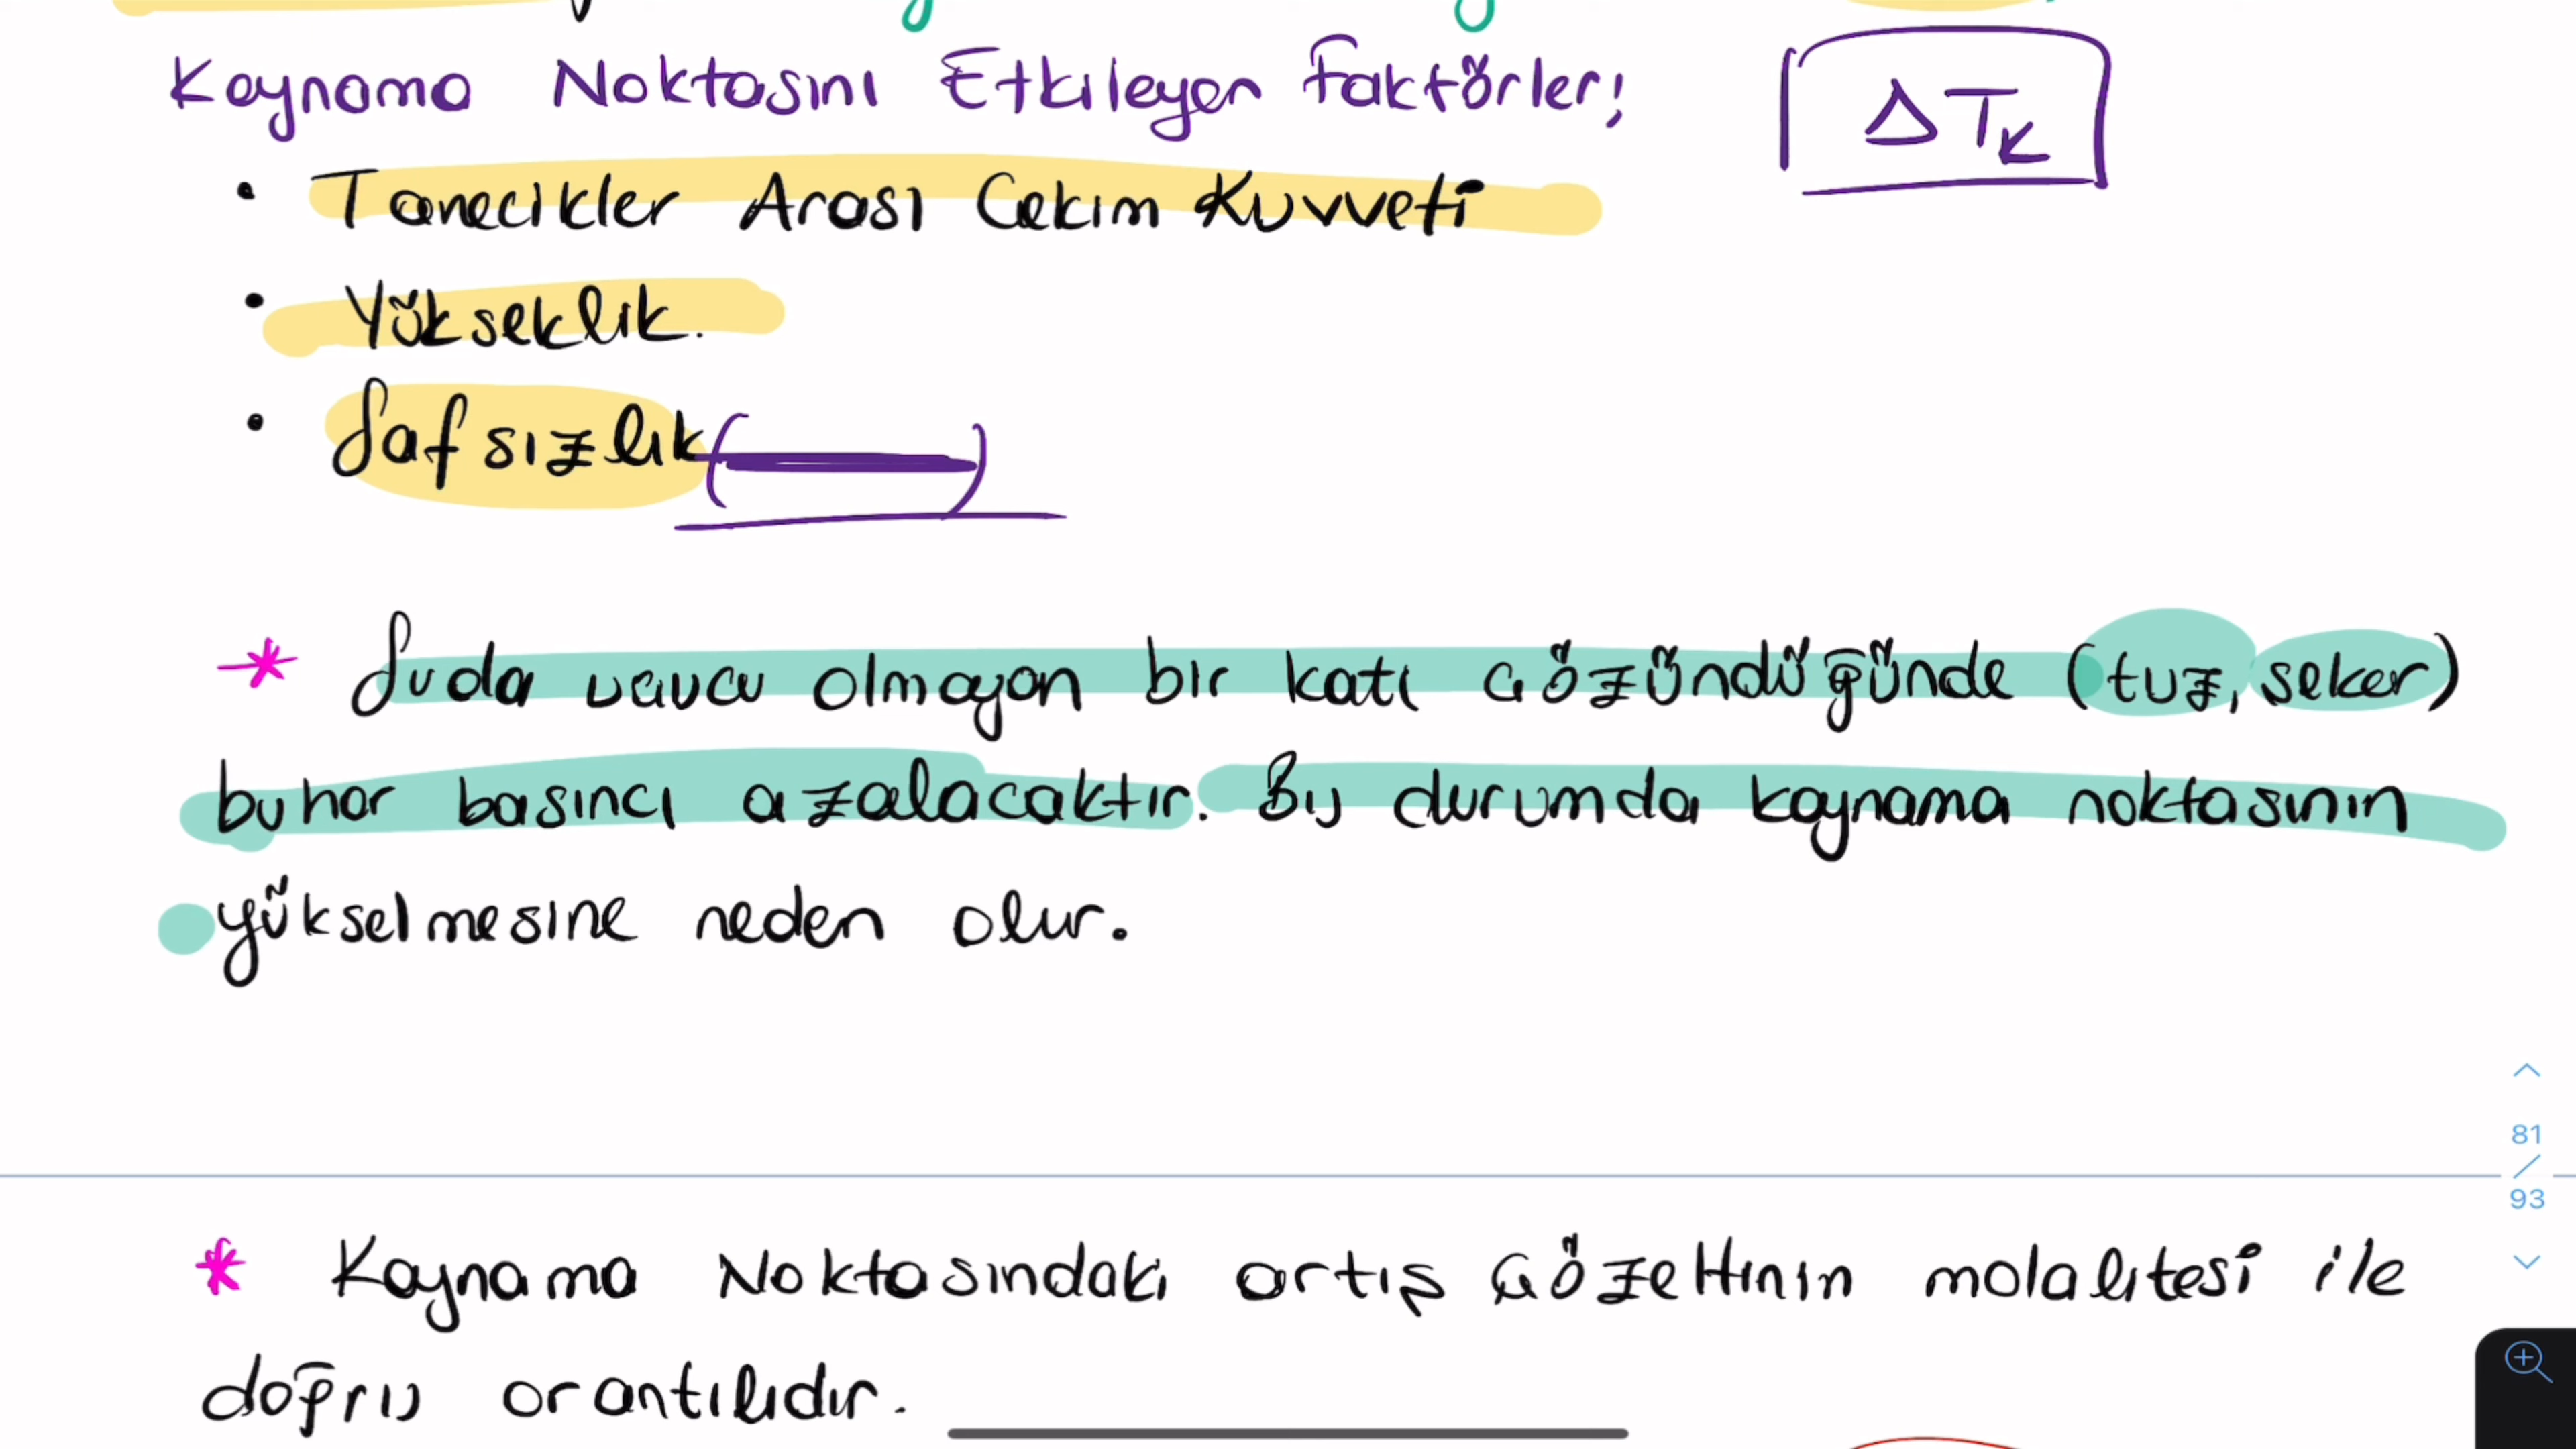 Kaynama Noktasını Etkileyen Faktörler;
ΔTK
• Tanecikler Arası Çekim Kuvveti
• Yükseklik.
• Safsızlık ( )
* Suda uçucu olmayan bir katı çözündüğünde (tuz, şeker)
buhar basıncı azalacaktır. Bu durumda kaynama noktasının
yükselmesine neden olur.
81
/
93
* Kaynama Noktasındaki artış çözeltinin molalitesi ile
doğru orantılıdır.